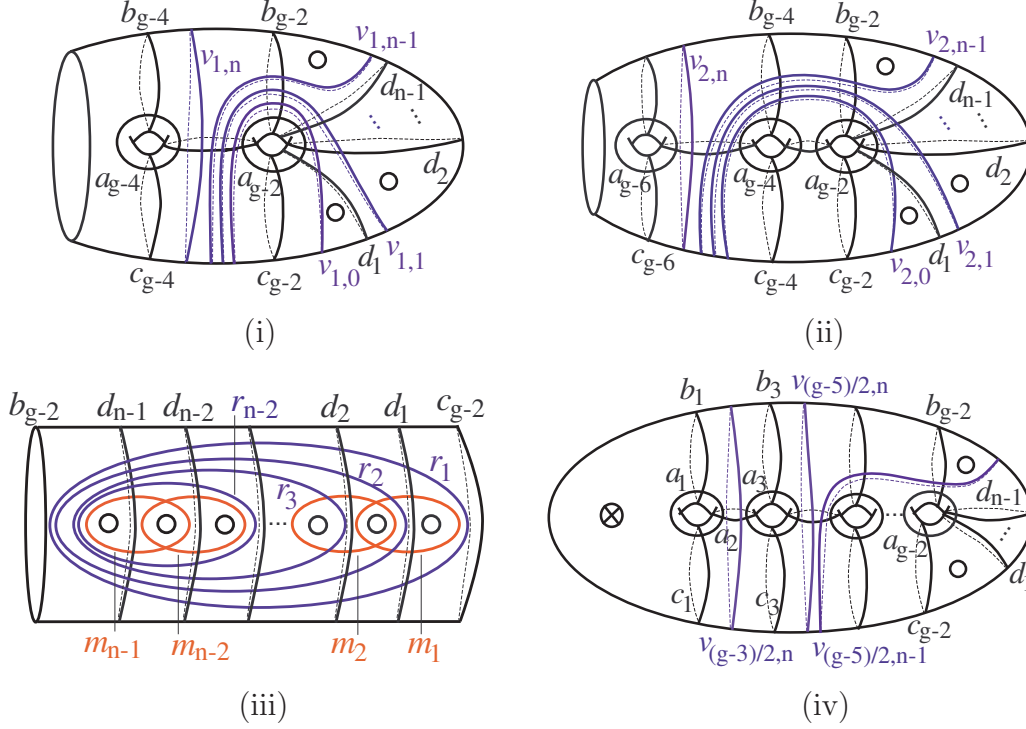 b_{g-4} b_{g-2} v_{1,n-1}
v_{1,n} d_{n-1}
a_{g-4} a_{g-2} d_2
c_{g-4} c_{g-2} v_{1,0} d_1 v_{1,1}
(i)
b_{g-4} b_{g-2} v_{2,n-1}
v_{2,n} d_{n-1}
a_{g-6} a_{g-4} a_{g-2} d_2
c_{g-6} c_{g-4} c_{g-2} v_{2,0} d_1 v_{2,1}
(ii)
b_{g-2} d_{n-1} d_{n-2} r_{n-2} d_2 d_1 c_{g-2}
r_3 r_2 r_1
m_{n-1} m_{n-2} m_2 m_1
(iii)
b_1 b_3 v_{(g-5)/2,n} b_{g-2}
a_1 a_3 d_{n-1}
a_2 a_{g-2}
c_1 c_3 c_{g-2}
v_{(g-3)/2,n} v_{(g-5)/2,n-1}
(iv)